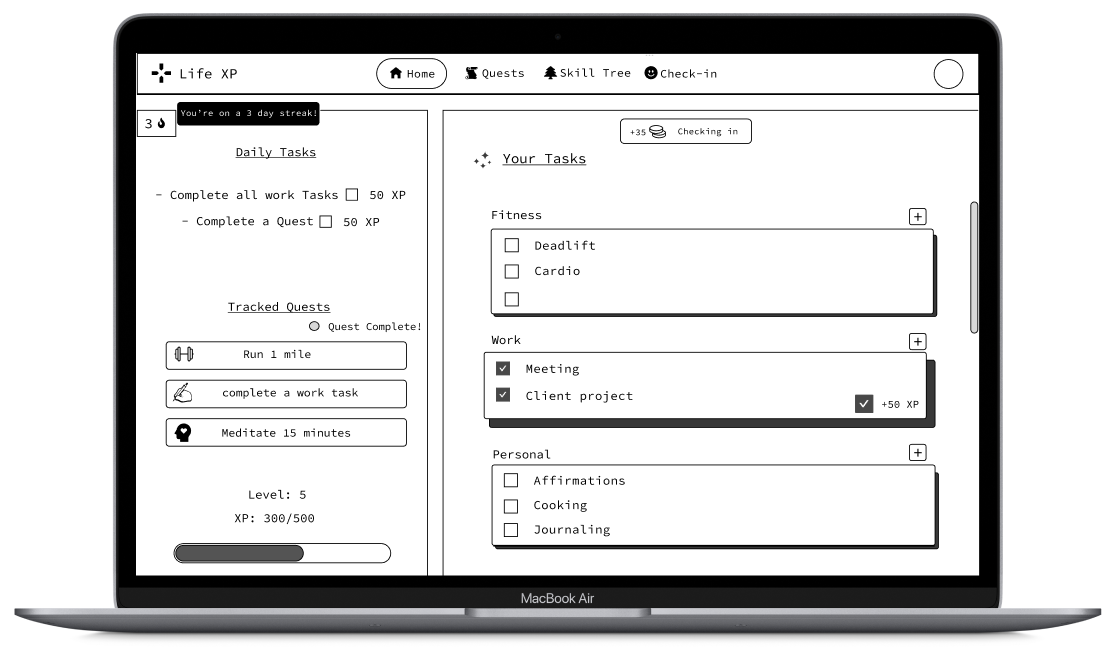 Life XP
Home
Quests
Skill Tree
Check-in
3
You're on a 3 day streak!
Daily Tasks
- Complete all work Tasks 50 XP
- Complete a Quest 50 XP
Tracked Quests
Quest Complete!
Run 1 mile
complete a work task
Meditate 15 minutes
Level: 5
XP: 300/500
+35 Checking in
Your Tasks
Fitness +
Deadlift
Cardio
Work +
Meeting
Client project
+50 XP
Personal +
Affirmations
Cooking
Journaling
MacBook Air